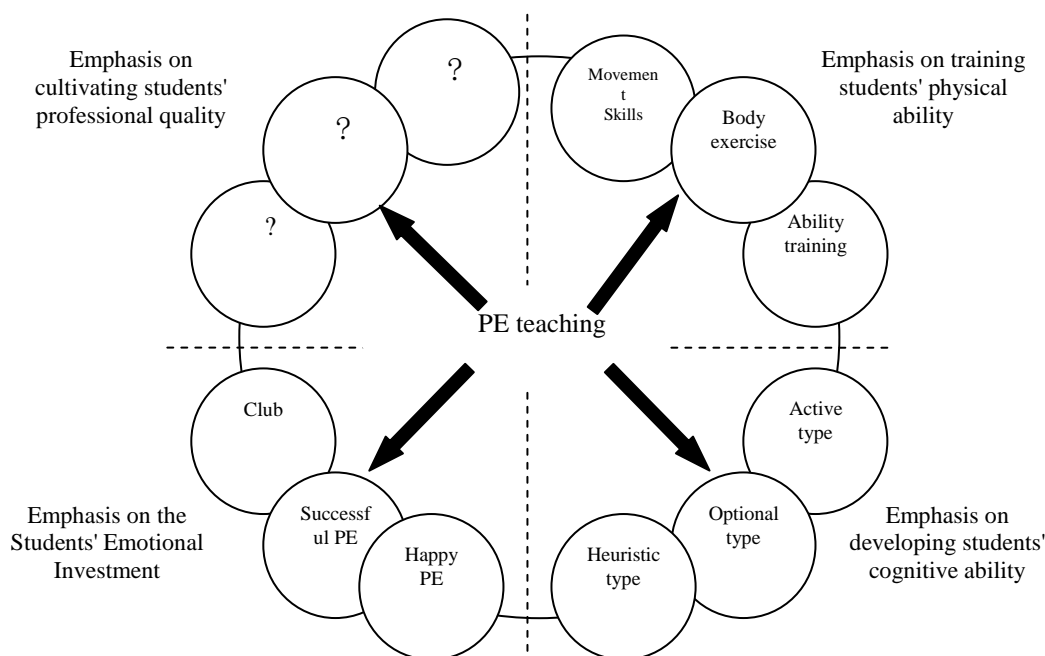 Emphasis on
cultivating students'
professional quality
?
?
?
Movemen
t
Skills
Body
exercise
Ability
training
Emphasis on training
students' physical
ability
PE teaching
Club
Successf
ul PE
Happy
PE
Emphasis on the
Students' Emotional
Investment
Heuristic
type
Optional
type
Active
type
Emphasis on
developing students'
cognitive ability